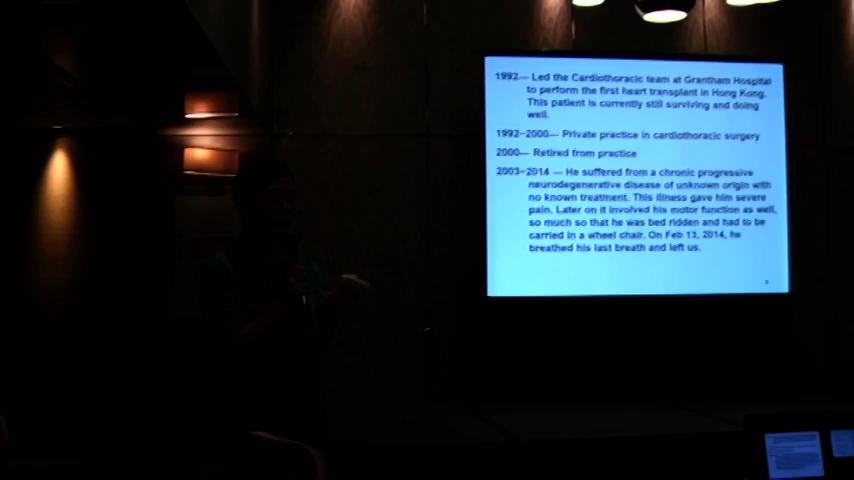 1992— Led the Cardiothoracic team at Grantham Hospital
to perform the first heart transplant in Hong Kong.
This patient is currently still surviving and doing
well.
1992-2000— Private practice in cardiothoracic surgery
2000— Retired from practice
2003-2014 — He suffered from a chronic progressive
neurodegenerative disease of unknown origin with
no known treatment. This illness gave him severe
pain. Later on it involved his motor function as well,
so much so that he was bed ridden and had to be
carried in a wheel chair. On Feb 13, 2014, he
breathed his last breath and left us.